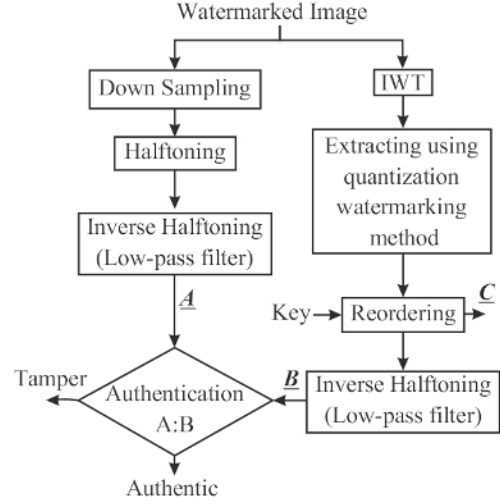 Watermarked Image
Down Sampling
IWT
Halftoning
Extracting using
quantization
watermarking
method
Inverse Halftoning
(Low-pass filter)
A
Key
Reordering
C
Tamper
Authentication
A:B
B
Inverse Halftoning
(Low-pass filter)
Authentic